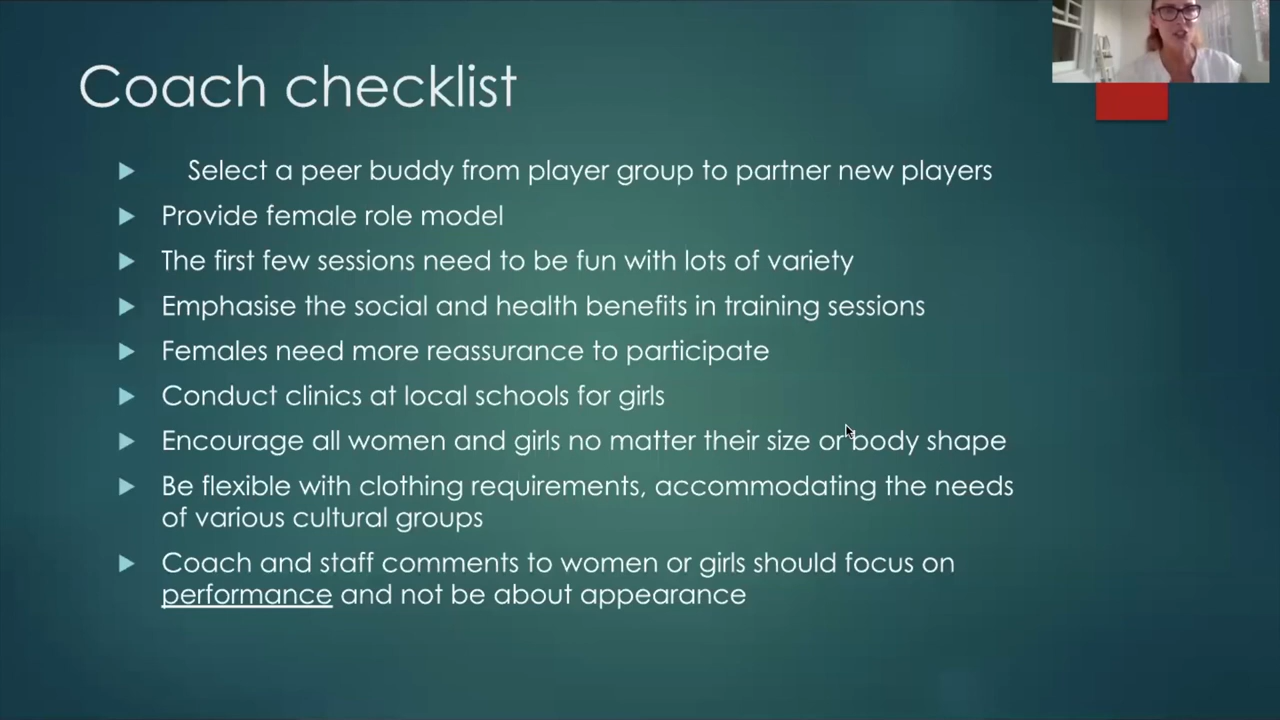 Coach checklist
Select a peer buddy from player group to partner new players
Provide female role model
The first few sessions need to be fun with lots of variety
Emphasise the social and health benefits in training sessions
Females need more reassurance to participate
Conduct clinics at local schools for girls
Encourage all women and girls no matter their size or body shape
Be flexible with clothing requirements, accommodating the needs
of various cultural groups
Coach and staff comments to women or girls should focus on
performance and not be about appearance